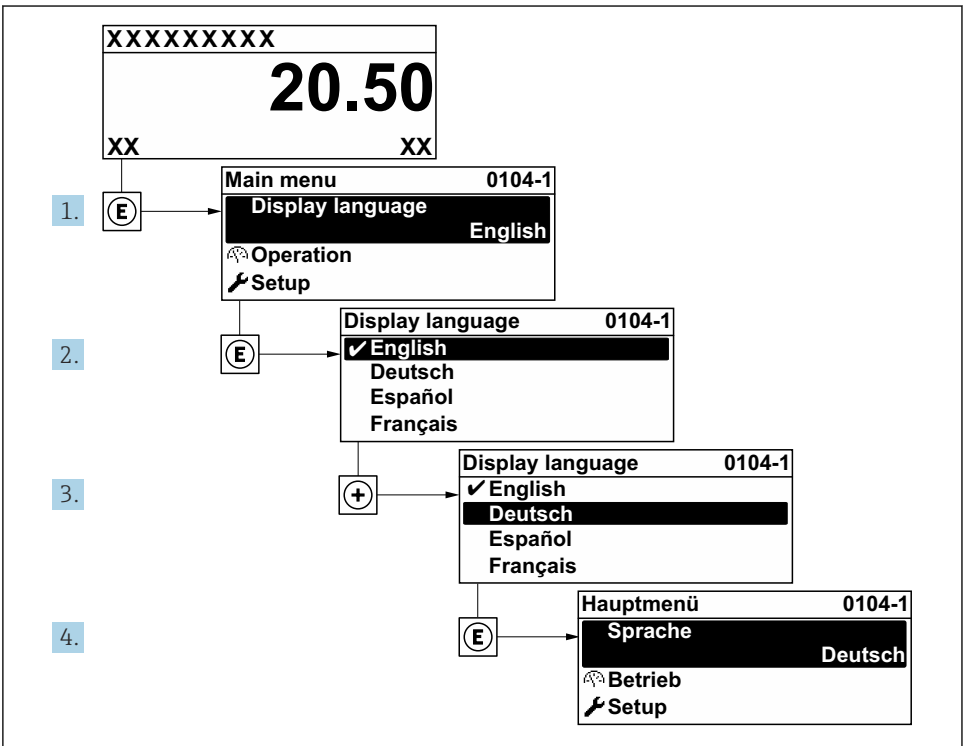 XXXXXXXXX
20.50
XX XX
1. E
Main menu 0104-1
Display language
English
Operation
Setup
2. E
Display language 0104-1
✔ English
Deutsch
Español
Français
3. +
Display language 0104-1
✔ English
Deutsch
Español
Français
4. E
Hauptmenü 0104-1
Sprache
Deutsch
Betrieb
Setup